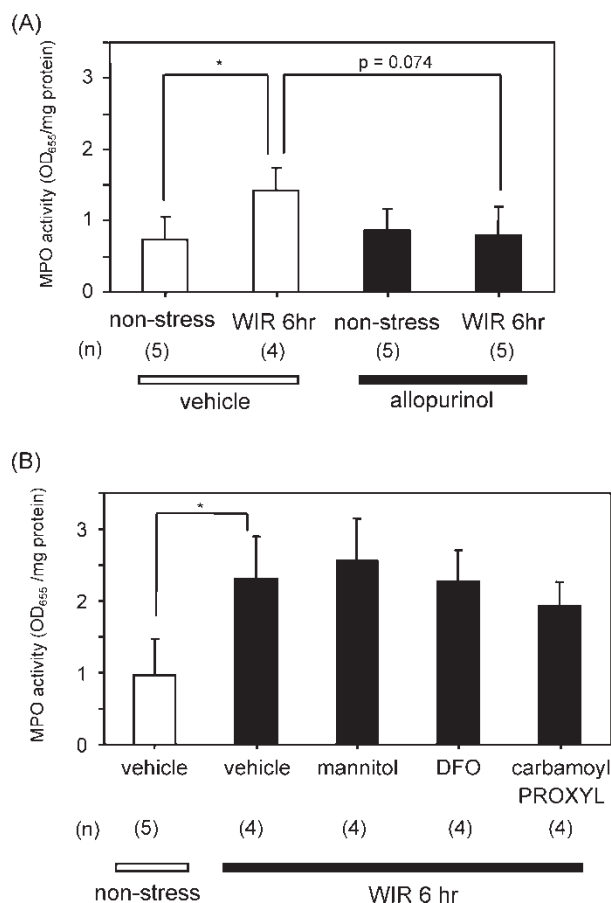 (A)
MPO activity (OD655/mg protein)
3
2
1
0
*
p = 0.074
non-stress WIR 6hr non-stress WIR 6hr
(n) (5) (4) (5) (5)
vehicle allopurinol
(B)
MPO activity (OD655 /mg protein)
3
2
1
0
*
vehicle vehicle mannitol DFO carbamoyl
PROXYL
(n) (5) (4) (4) (4) (4)
non-stress WIR 6 hr